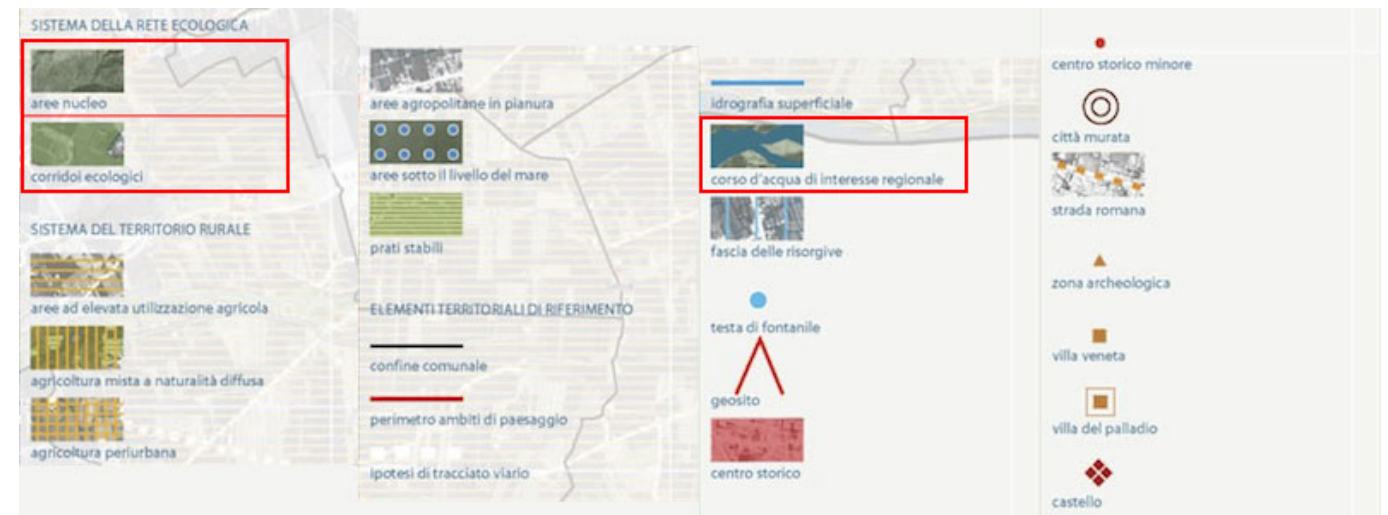 SISTEMA DELLA RETE ECOLOGICA
aree nucleo
corridoi ecologici
SISTEMA DEL TERRITORIO RURALE
aree ad elevata utilizzazione agricola
agricoltura mista a naturalità diffusa
agricoltura periurbana
aree agropolitane in pianura
aree sotto il livello del mare
prati stabili
ELEMENTI TERRITORIALI DI RIFERIMENTO
confine comunale
perimetro ambiti di paesaggio
ipotesi di tracciato viario
idrografia superficiale
corso d'acqua di interesse regionale
fascia delle risorgive
testa di fontanile
geosito
centro storico
centro storico minore
città murata
strada romana
zona archeologica
villa veneta
villa del palladio
castello